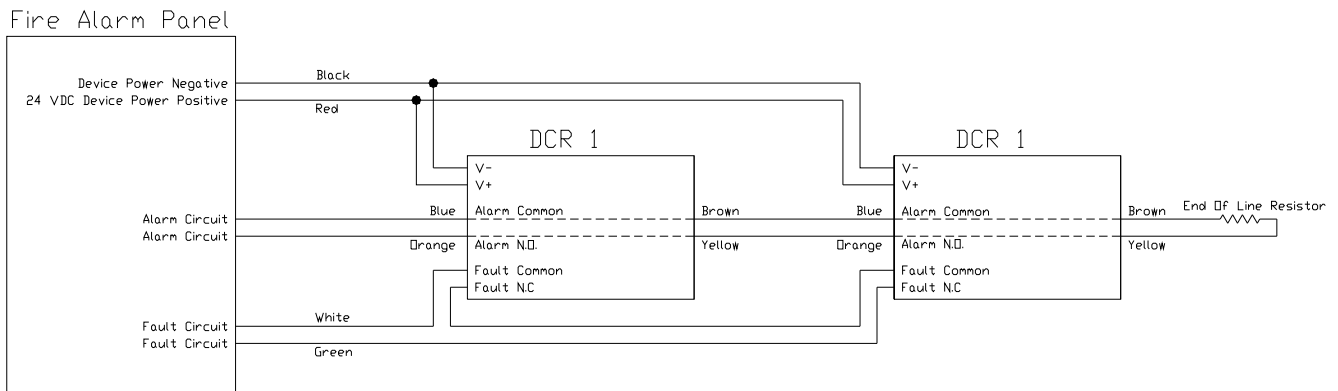 Fire Alarm Panel
Device Power Negative
Black
24 VDC Device Power Positive
Red
DCR 1
DCR 1
V-
V-
V+
V+
Alarm Circuit
Blue
Alarm Common
Brown
Blue
Alarm Common
Brown
End Of Line Resistor
Alarm Circuit
Orange
Alarm N.O.
Yellow
Orange
Alarm N.O.
Yellow
Fault Common
Fault Common
Fault N.C
Fault N.C
White
Fault Circuit
Fault Circuit
Green